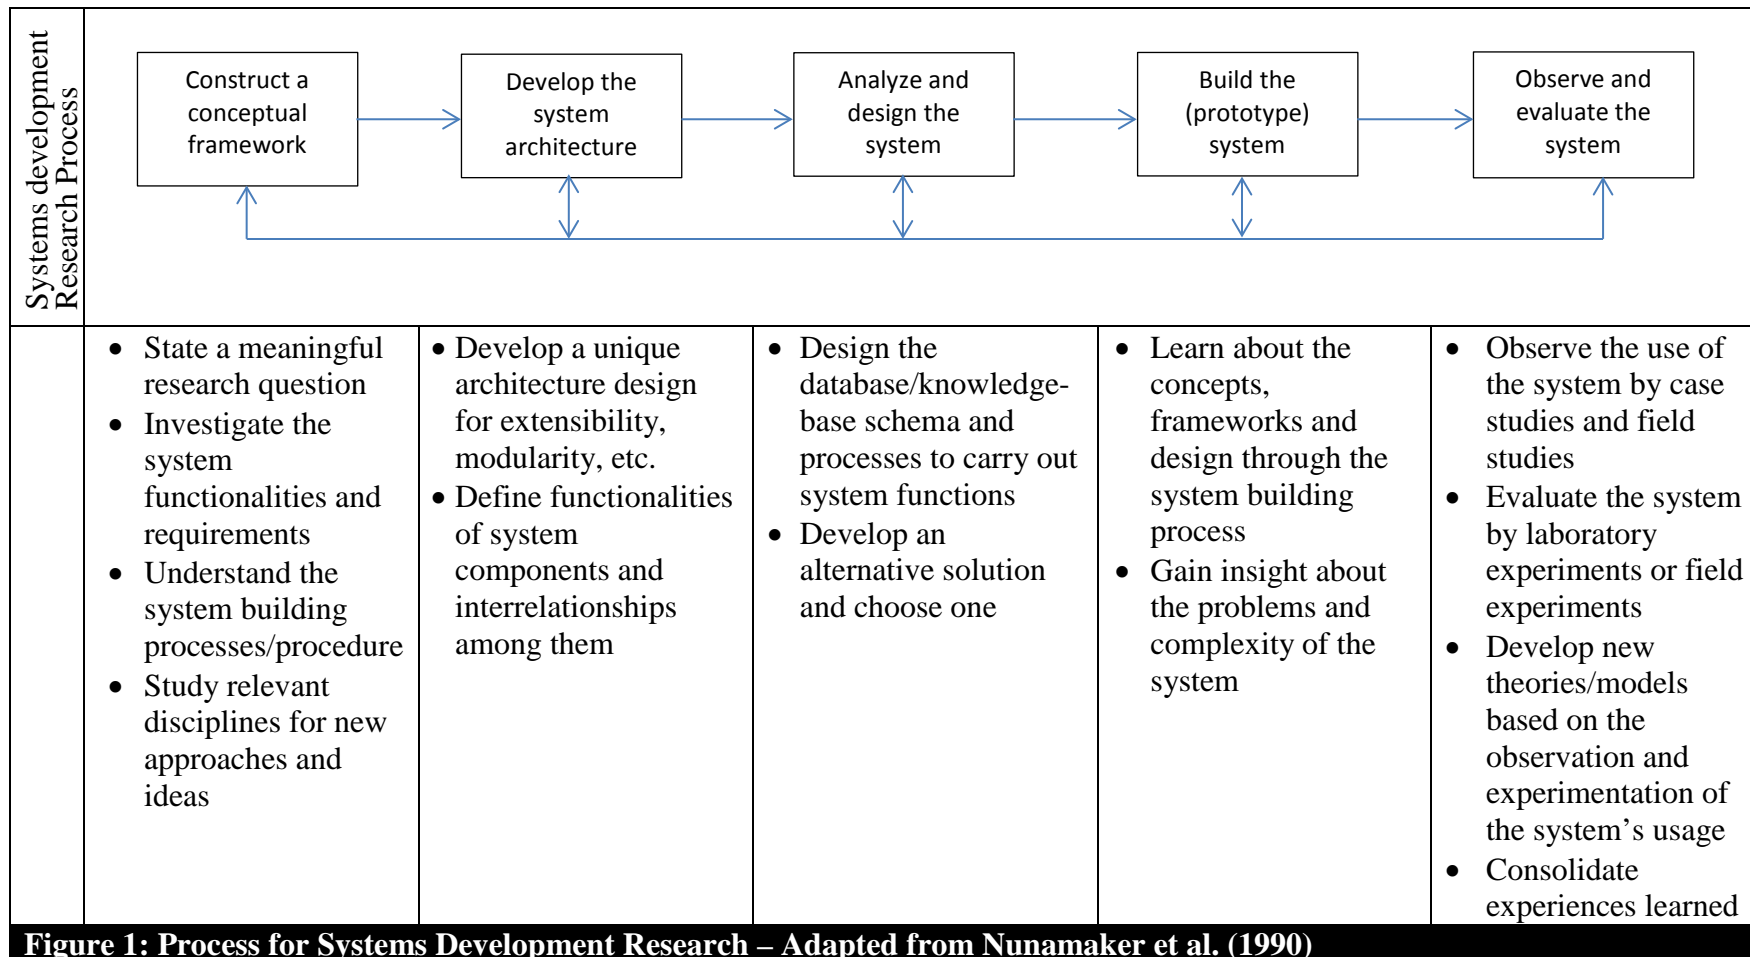 Systems development
Research Process
Construct a
conceptual
framework
Develop the
system
architecture
Analyze and
design the
system
Build the
(prototype)
system
Observe and
evaluate the
system
• State a meaningful
research question
• Investigate the
system
functionalities and
requirements
• Understand the
system building
processes/procedure
• Study relevant
disciplines for new
approaches and
ideas
• Develop a unique
architecture design
for extensibility,
modularity, etc.
• Define functionalities
of system
components and
interrelationships
among them
• Design the
database/knowledge-
base schema and
processes to carry out
system functions
• Develop an
alternative solution
and choose one
• Learn about the
concepts,
frameworks and
design through the
system building
process
• Gain insight about
the problems and
complexity of the
system
• Observe the use of
the system by case
studies and field
studies
• Evaluate the system
by laboratory
experiments or field
experiments
• Develop new
theories/models
based on the
observation and
experimentation of
the system’s usage
• Consolidate
experiences learned
Figure 1: Process for Systems Development Research – Adapted from Nunamaker et al. (1990)